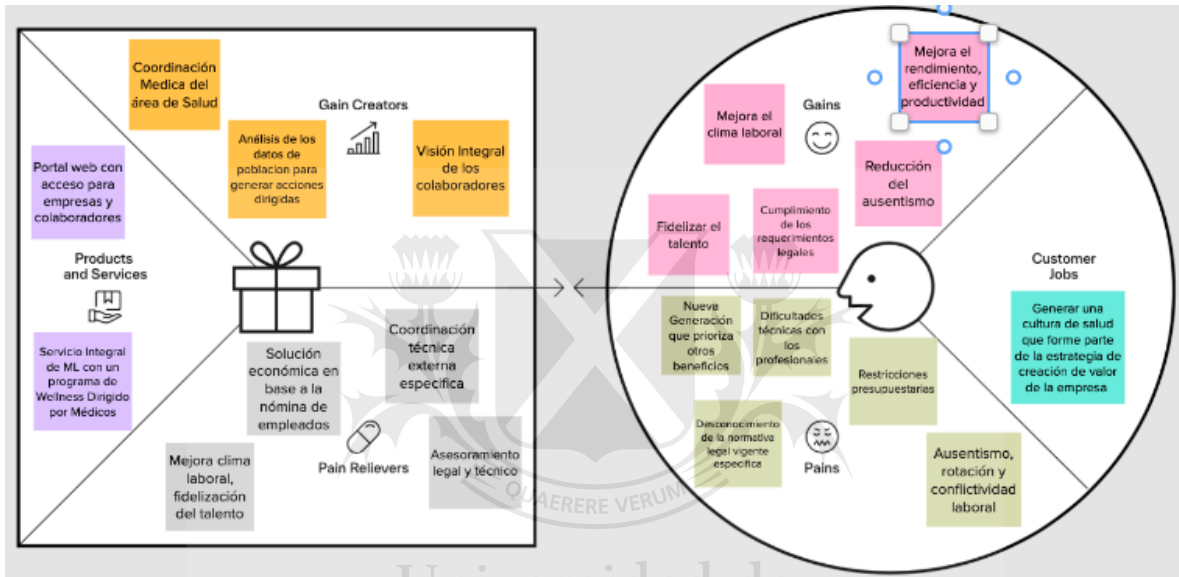 Coordinación
Medica del
área de Salud
Gain Creators
Análisis de los
datos de
poblacion para
generar acciones
dirigidas
Visión Integral
de los
colaboradores
Portal web con
acceso para
empresas y
colaboradores
Products
and Services
Servicio Integral
de ML con un
programa de
Wellness Dirigido
por Médicos
Solución
económica en
base a la
nómina de
empleados
Coordinación
técnica
externa
especifica
Mejora clima
laboral,
fidelización
del talento
Pain Relievers
Asesoramiento
legal y técnico
Mejora el
rendimiento,
eficiencia y
productividad
Mejora el
clima laboral
Gains
Reducción
del
ausentismo
Fidelizar el
talento
Cumplimiento
de los
requerimientos
legales
Customer
Jobs
Generar una
cultura de salud
que forme parte
de la estrategia de
creación de valor
de la empresa
Nueva
Generación
que prioriza
otros
beneficios
Dificultades
técnicas con
los
profesionales
Restricciones
presupuestarias
Desconocimiento
de la normativa
legal vigente
especifica
Pains
Ausentismo,
rotación y
conflictividad
laboral
QUAERERE VERUM